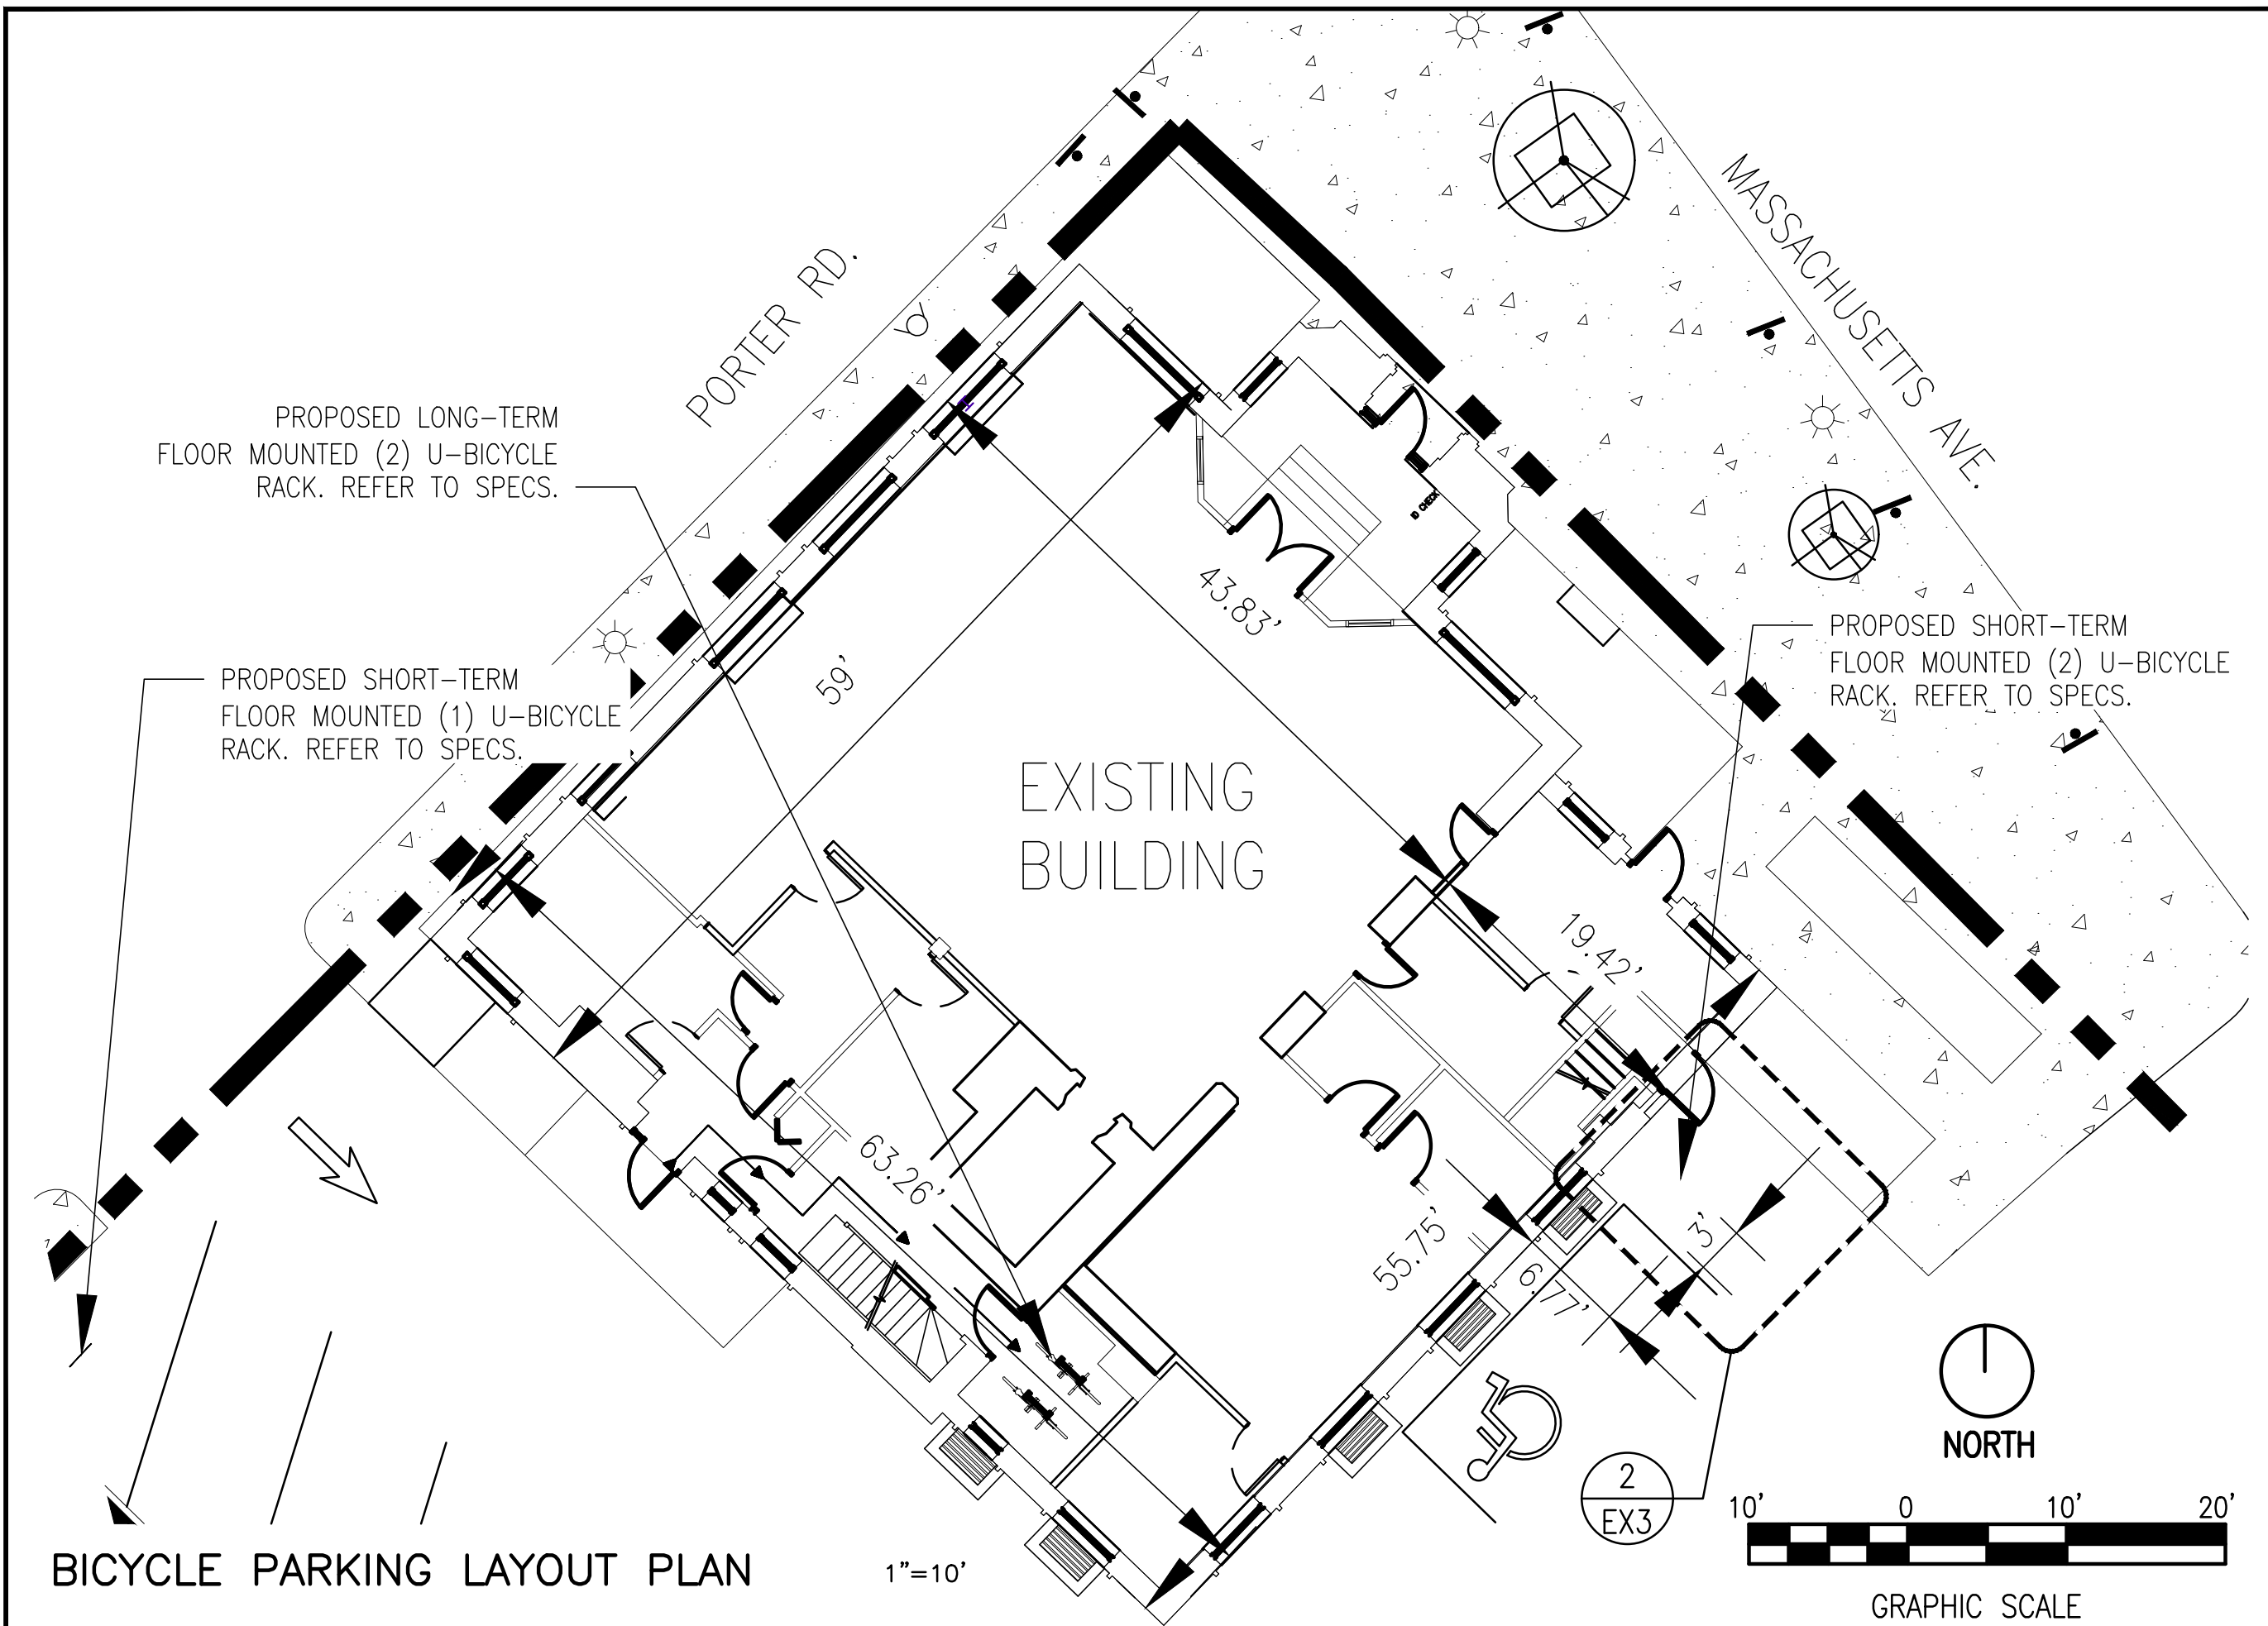 MASSACHUSETTS AVE.
PORTER RD.
PROPOSED LONG-TERM
FLOOR MOUNTED (2) U-BICYCLE
RACK. REFER TO SPECS.
PROPOSED SHORT-TERM
FLOOR MOUNTED (1) U-BICYCLE
RACK. REFER TO SPECS.
PROPOSED SHORT-TERM
FLOOR MOUNTED (2) U-BICYCLE
RACK. REFER TO SPECS.
ID CHECK
43.83'
59'
EXISTING
BUILDING
19.42'
63.26'
55.75'
3'
6.77'
NORTH
2
EX3
10' 0 10' 20'
GRAPHIC SCALE
BICYCLE PARKING LAYOUT PLAN
1"=10'